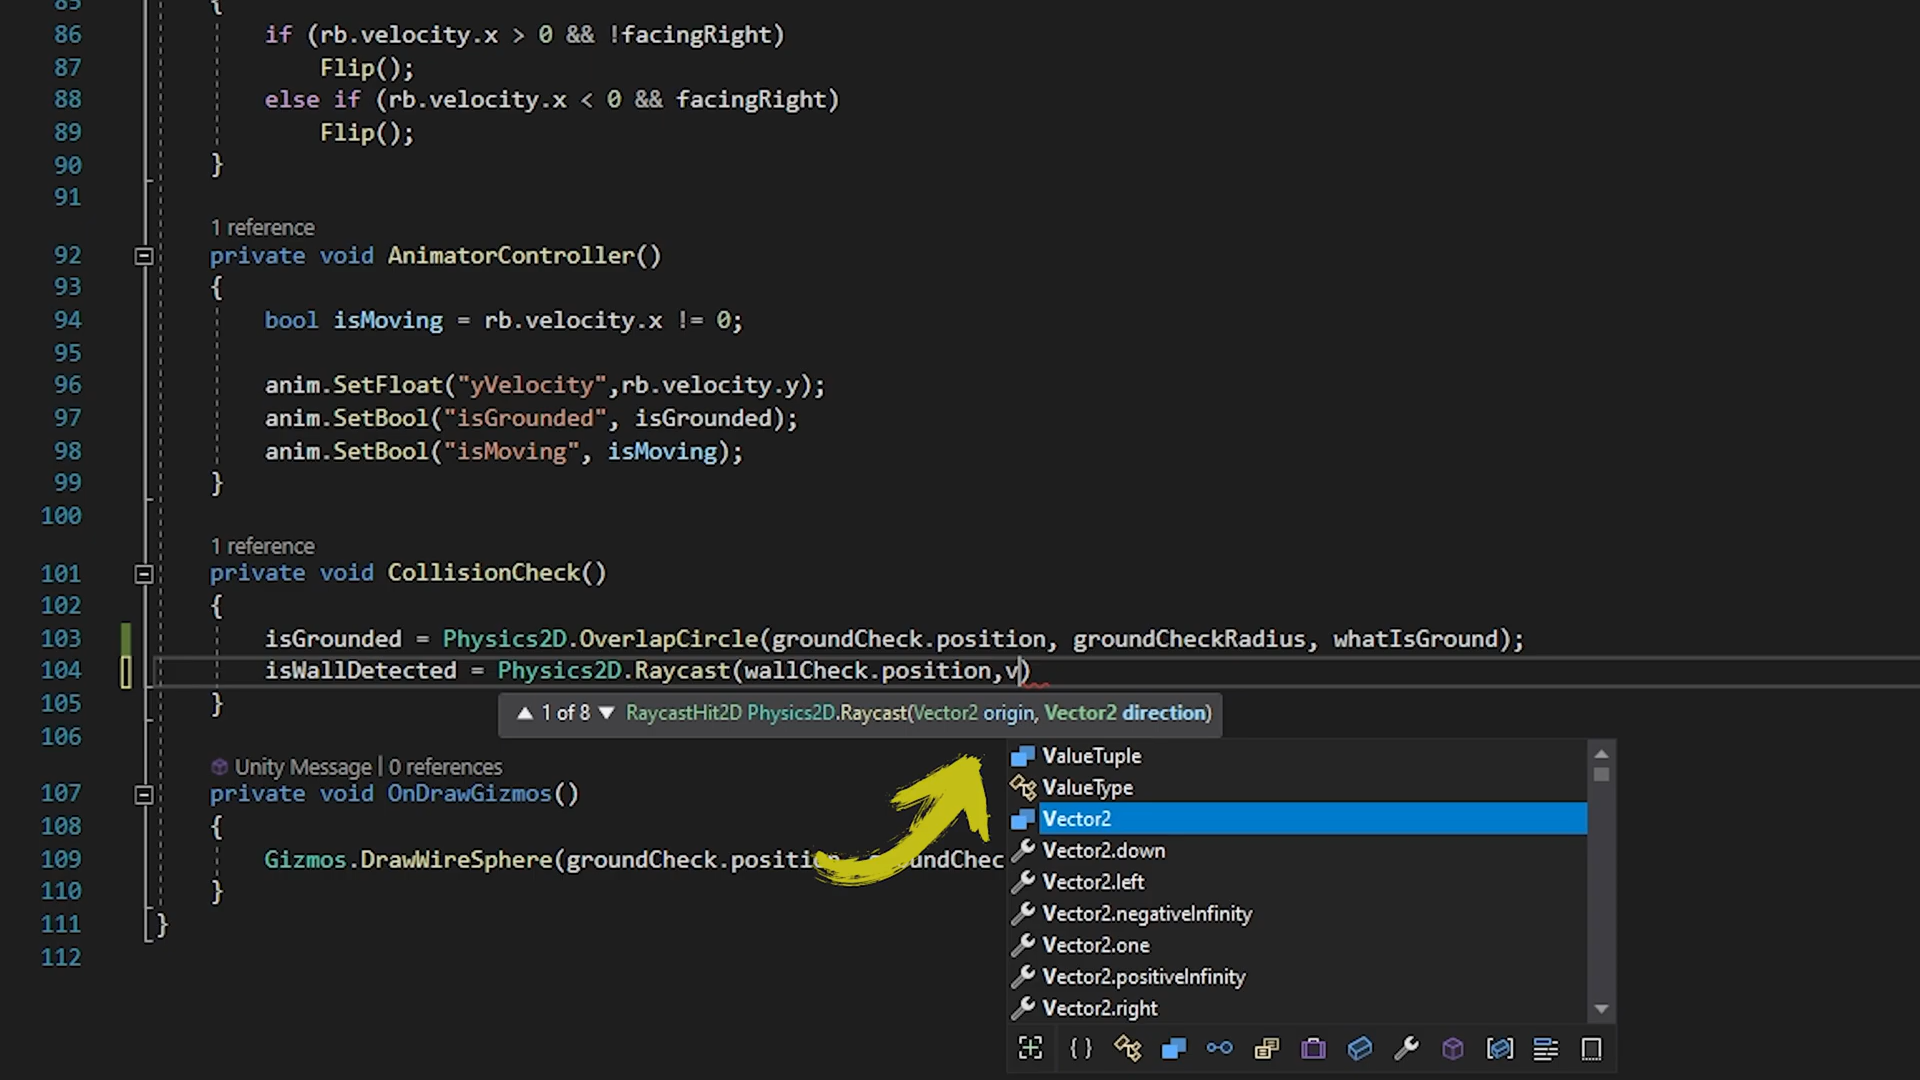 85 {
86 if (rb.velocity.x > 0 && !facingRight)
87 Flip();
88 else if (rb.velocity.x < 0 && facingRight)
89 Flip();
90 }
91
1 reference
92 private void AnimatorController()
93 {
94 bool isMoving = rb.velocity.x != 0;
95
96 anim.SetFloat("yVelocity",rb.velocity.y);
97 anim.SetBool("isGrounded", isGrounded);
98 anim.SetBool("isMoving", isMoving);
99 }
100
1 reference
101 private void CollisionCheck()
102 {
103 isGrounded = Physics2D.OverlapCircle(groundCheck.position, groundCheckRadius, whatIsGround);
104 isWallDetected = Physics2D.Raycast(wallCheck.position,v)
105 }
▲ 1 of 8 ▼ RaycastHit2D Physics2D.Raycast(Vector2 origin, Vector2 direction)
106
Unity Message | 0 references
107 private void OnDrawGizmos()
108 {
109 Gizmos.DrawWireSphere(groundCheck.position
110 }
111 }
112
ValueTuple
ValueType
Vector2
Vector2.down
Vector2.left
Vector2.negativeInfinity
Vector2.one
Vector2.positiveInfinity
Vector2.right